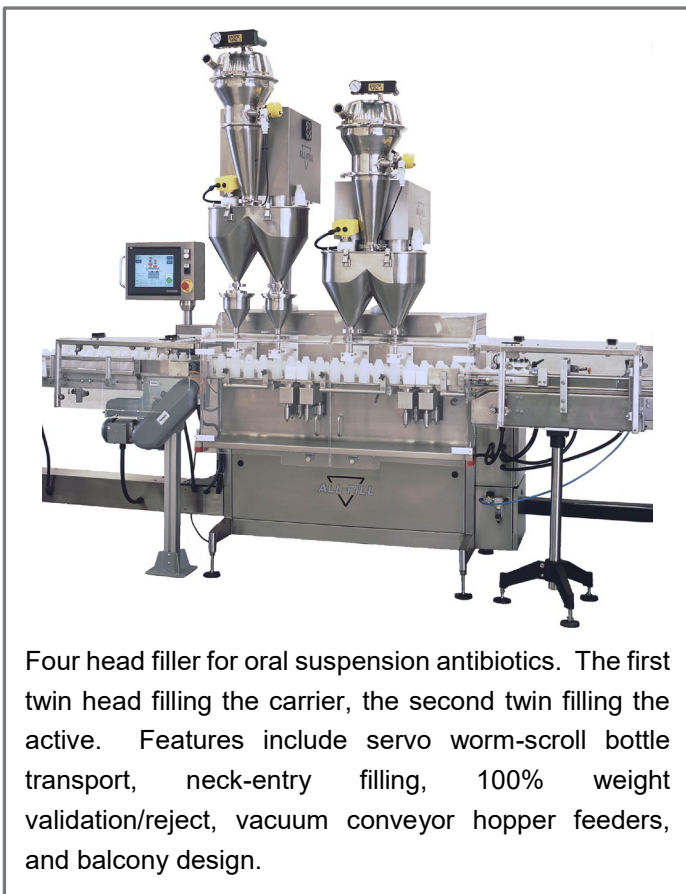 ALL-FILL
ALL-FILL
Four head filler for oral suspension antibiotics. The first
twin head filling the carrier, the second twin filling the
active. Features include servo worm-scroll bottle
transport, neck-entry filling, 100% weight
validation/reject, vacuum conveyor hopper feeders,
and balcony design.